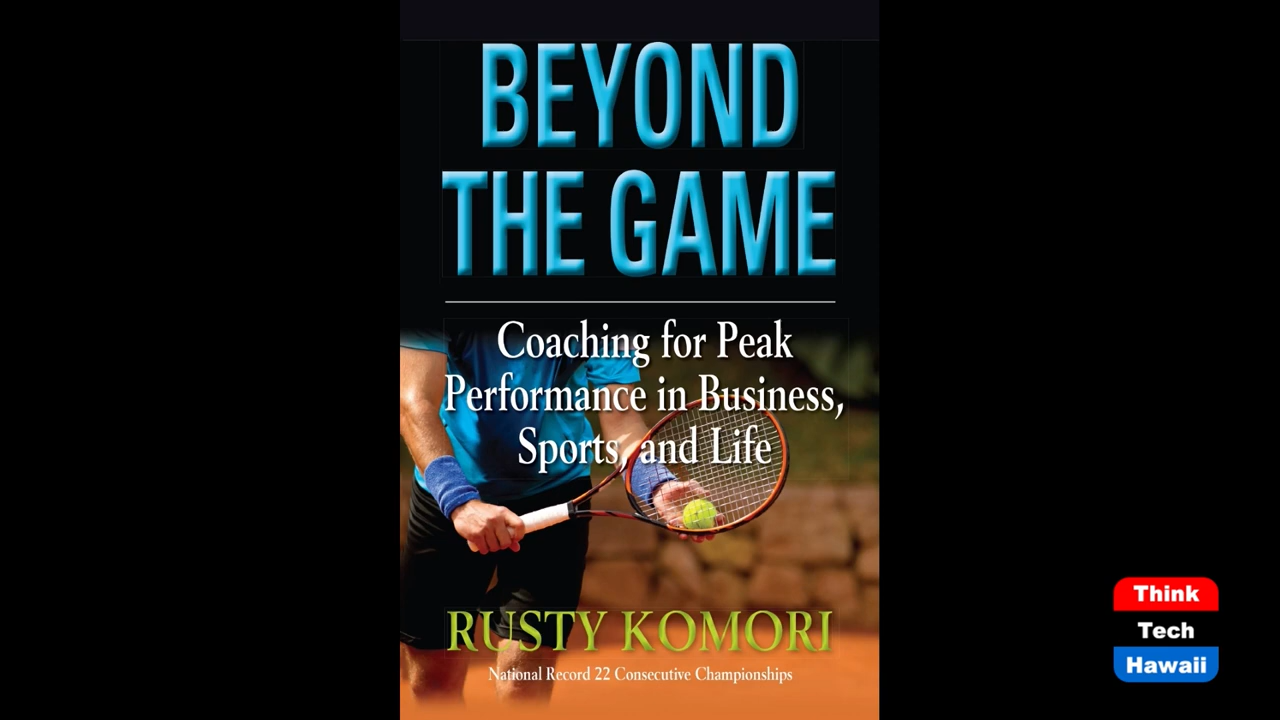 BEYOND
THE GAME
Coaching for Peak
Performance in Business,
Sports, and Life
RUSTY KOMORI
National Record 22 Consecutive Championships
Think
Tech
Hawaii